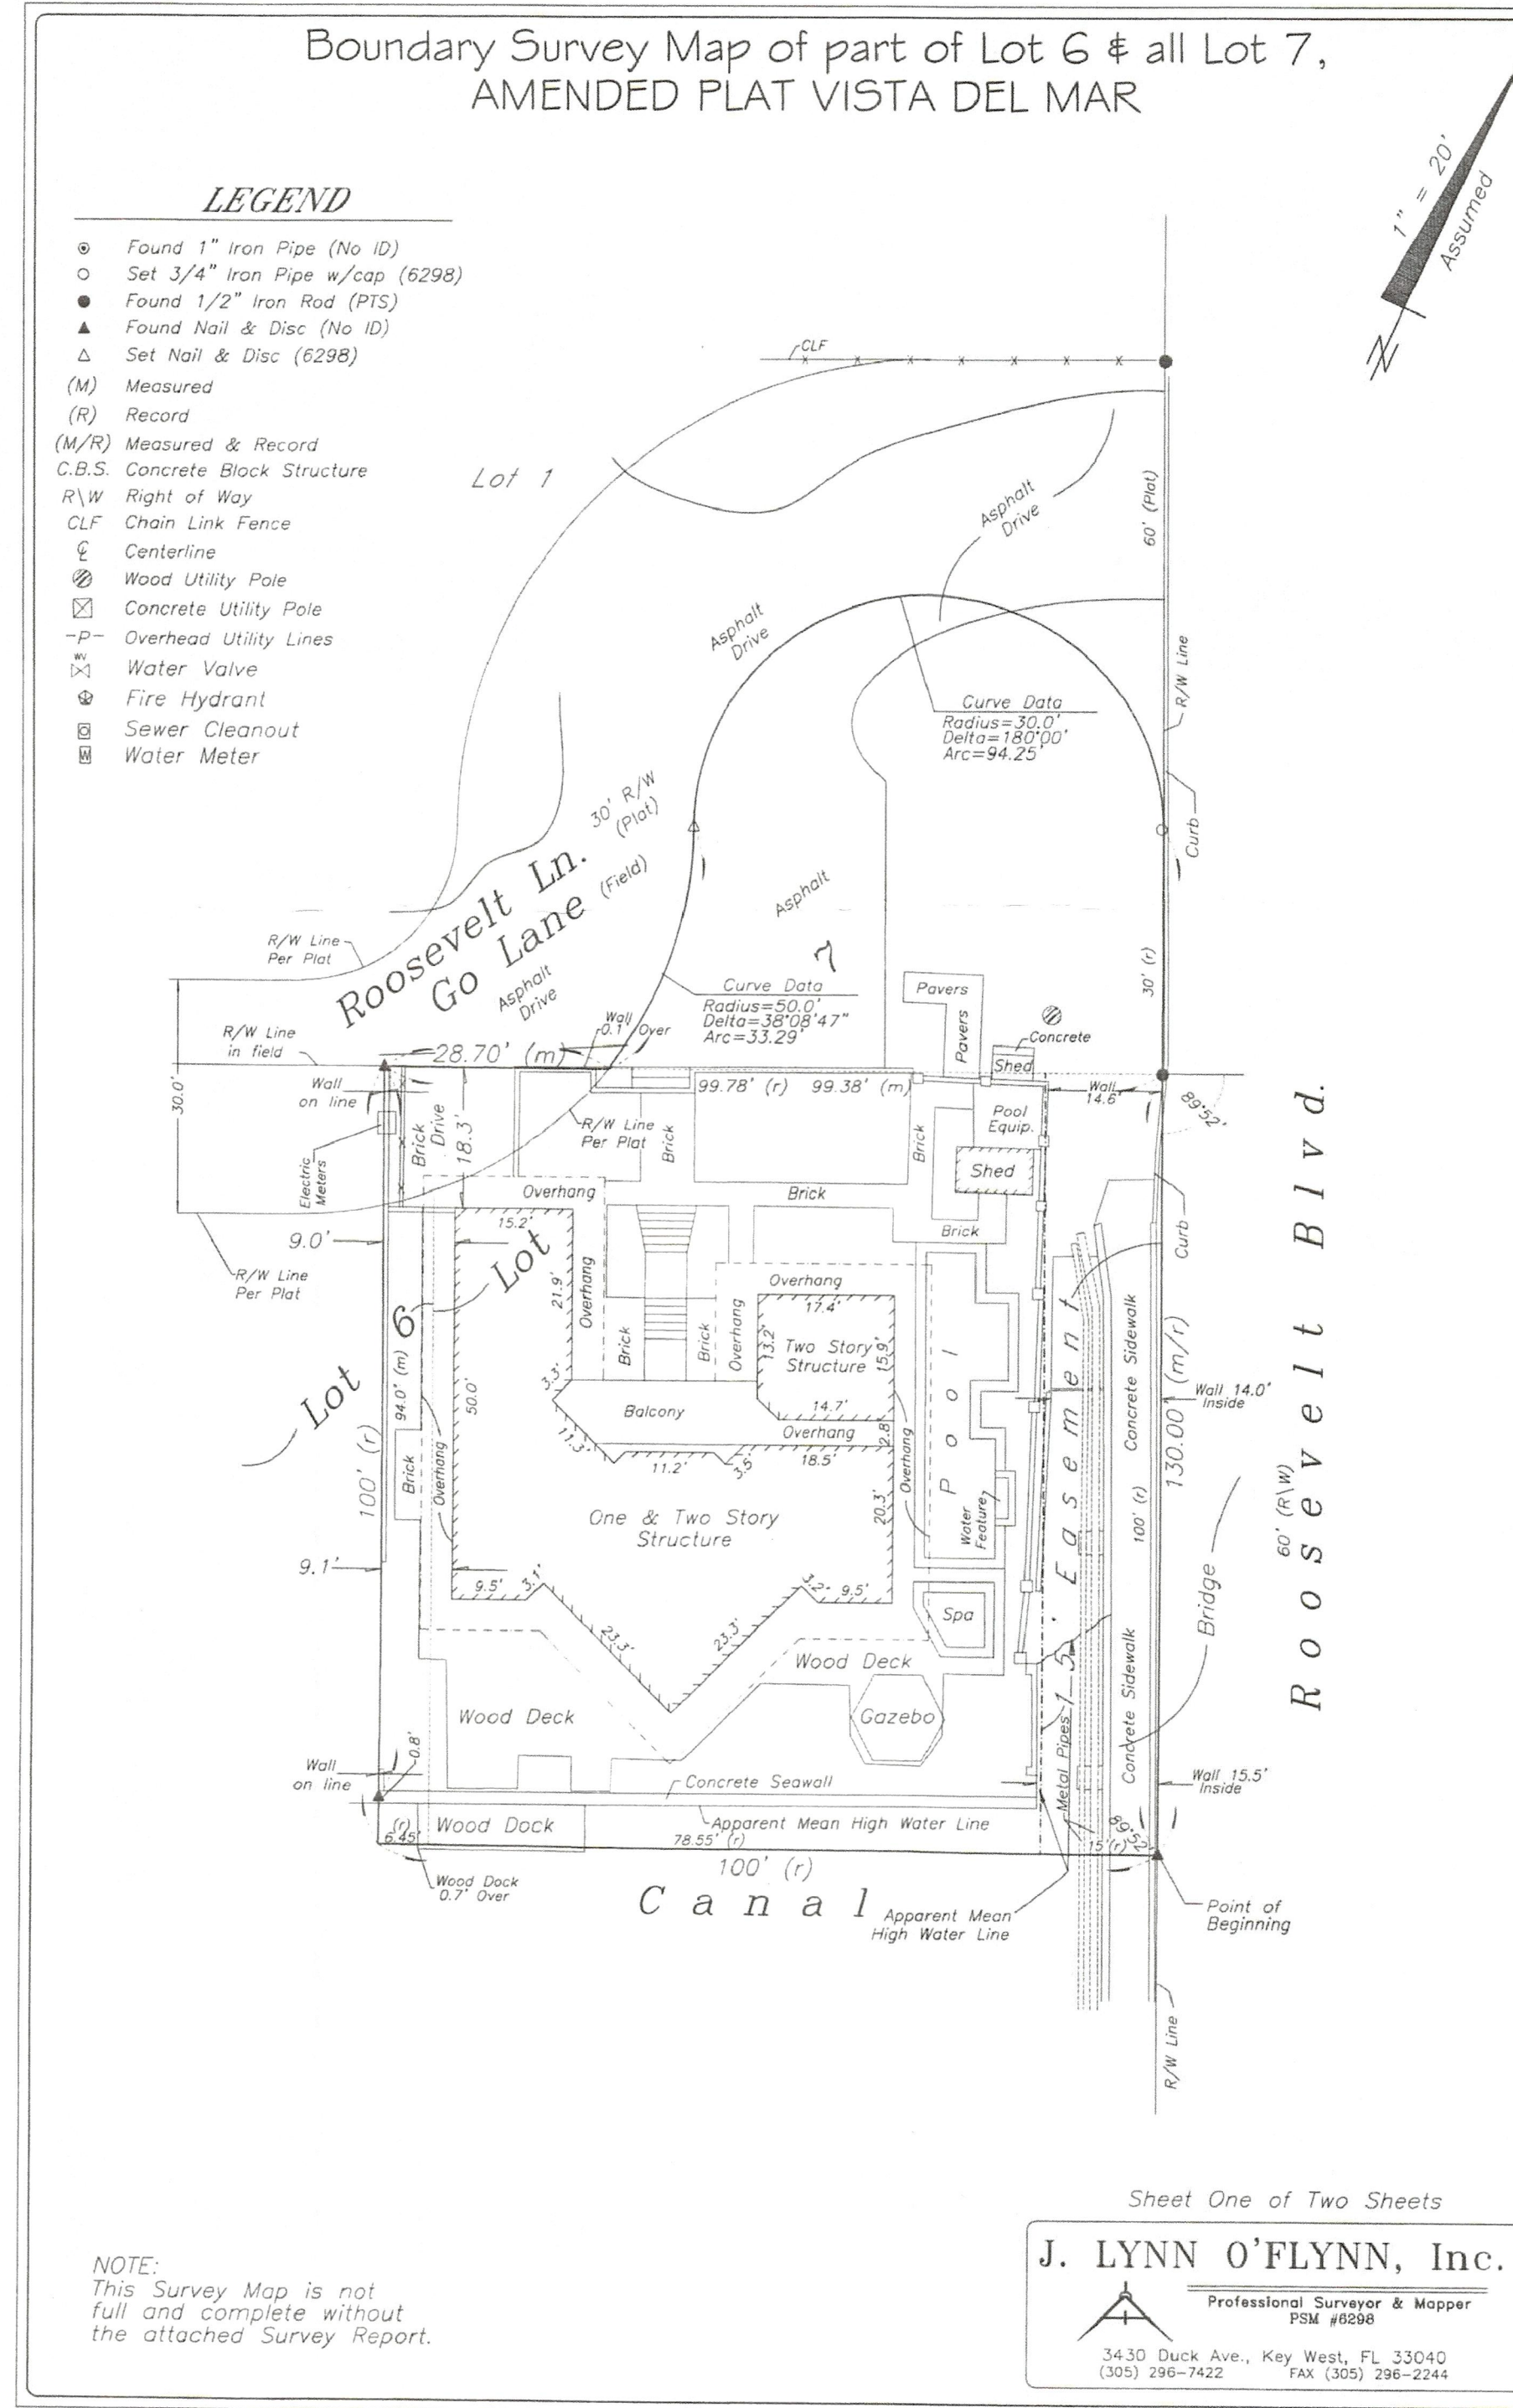 Boundary Survey Map of part of Lot 6 & all Lot 7,
AMENDED PLAT VISTA DEL MAR
1" = 20'
Assumed
N
LEGEND
Found 1" Iron Pipe (No ID)
Set 3/4" Iron Pipe w/cap (6298)
Found 1/2" Iron Rod (PTS)
Found Nail & Disc (No ID)
Set Nail & Disc (6298)
(M) Measured
(R) Record
(M/R) Measured & Record
C.B.S. Concrete Block Structure
R\W Right of Way
CLF Chain Link Fence
℄ Centerline
Wood Utility Pole
Concrete Utility Pole
-P- Overhead Utility Lines
WV Water Valve
Fire Hydrant
Sewer Cleanout
W Water Meter
CLF
Lot 1
Asphalt
Drive
60' (Plat)
Asphalt
Drive
R/W Line
Curve Data
Radius=30.0'
Delta=180°00'
Arc=94.25'
Curb
30' R/W
(Plat)
Roosevelt Ln.
Go Lane (Field)
Asphalt
Drive
Asphalt
7
R/W Line
Per Plat
Curve Data
Radius=50.0'
Delta=38°08'47"
Arc=33.29'
Pavers
Pavers
30' (r)
Concrete
Shed
R/W Line
in field
28.70' (m)
Wall
0.1' Over
99.78' (r) 99.38' (m)
Wall
14.6'
89°52'
30.0'
Wall
on line
Brick
Drive
18.3'
R/W Line
Per Plat
Brick
Brick
Pool
Equip.
Shed
Electric
Meters
Overhang
Brick
Brick
Curb
15.2'
9.0'
R/W Line
Per Plat
Lot
6
Lot
21.9'
Overhang
Brick
Brick
Overhang
Overhang
17.4'
13.2'
Two Story
Structure
15.9'
14.7'
Overhang
2.8'
Overhang
Pool
Water
Feature
15' Easement
Concrete Sidewalk
130.00' (m/r)
Wall 14.0'
Inside
Roosevelt Blvd.
60' (R\W)
94.0' (m)
100' (r)
50.0'
3.3'
Balcony
11.3'
11.2'
3.5'
18.5'
20.3'
Brick
Overhang
One & Two Story
Structure
100' (r)
Bridge
9.1'
9.5'
3.1'
3.2'
9.5'
23.3'
23.3'
Spa
Wood Deck
Wood Deck
Gazebo
Concrete Sidewalk
Metal Pipes
Wall
on line
0.8'
Concrete Seawall
Wall 15.5'
Inside
(r)
6.45'
Wood Dock
Apparent Mean High Water Line
78.55' (r)
15'(r)
89°52'
100' (r)
Wood Dock
0.7' Over
Canal
Apparent Mean
High Water Line
Point of
Beginning
R/W Line
Sheet One of Two Sheets
NOTE:
This Survey Map is not
full and complete without
the attached Survey Report.
J. LYNN O'FLYNN, Inc.
Professional Surveyor & Mapper
PSM #6298
3430 Duck Ave., Key West, FL 33040
(305) 296-7422 FAX (305) 296-2244